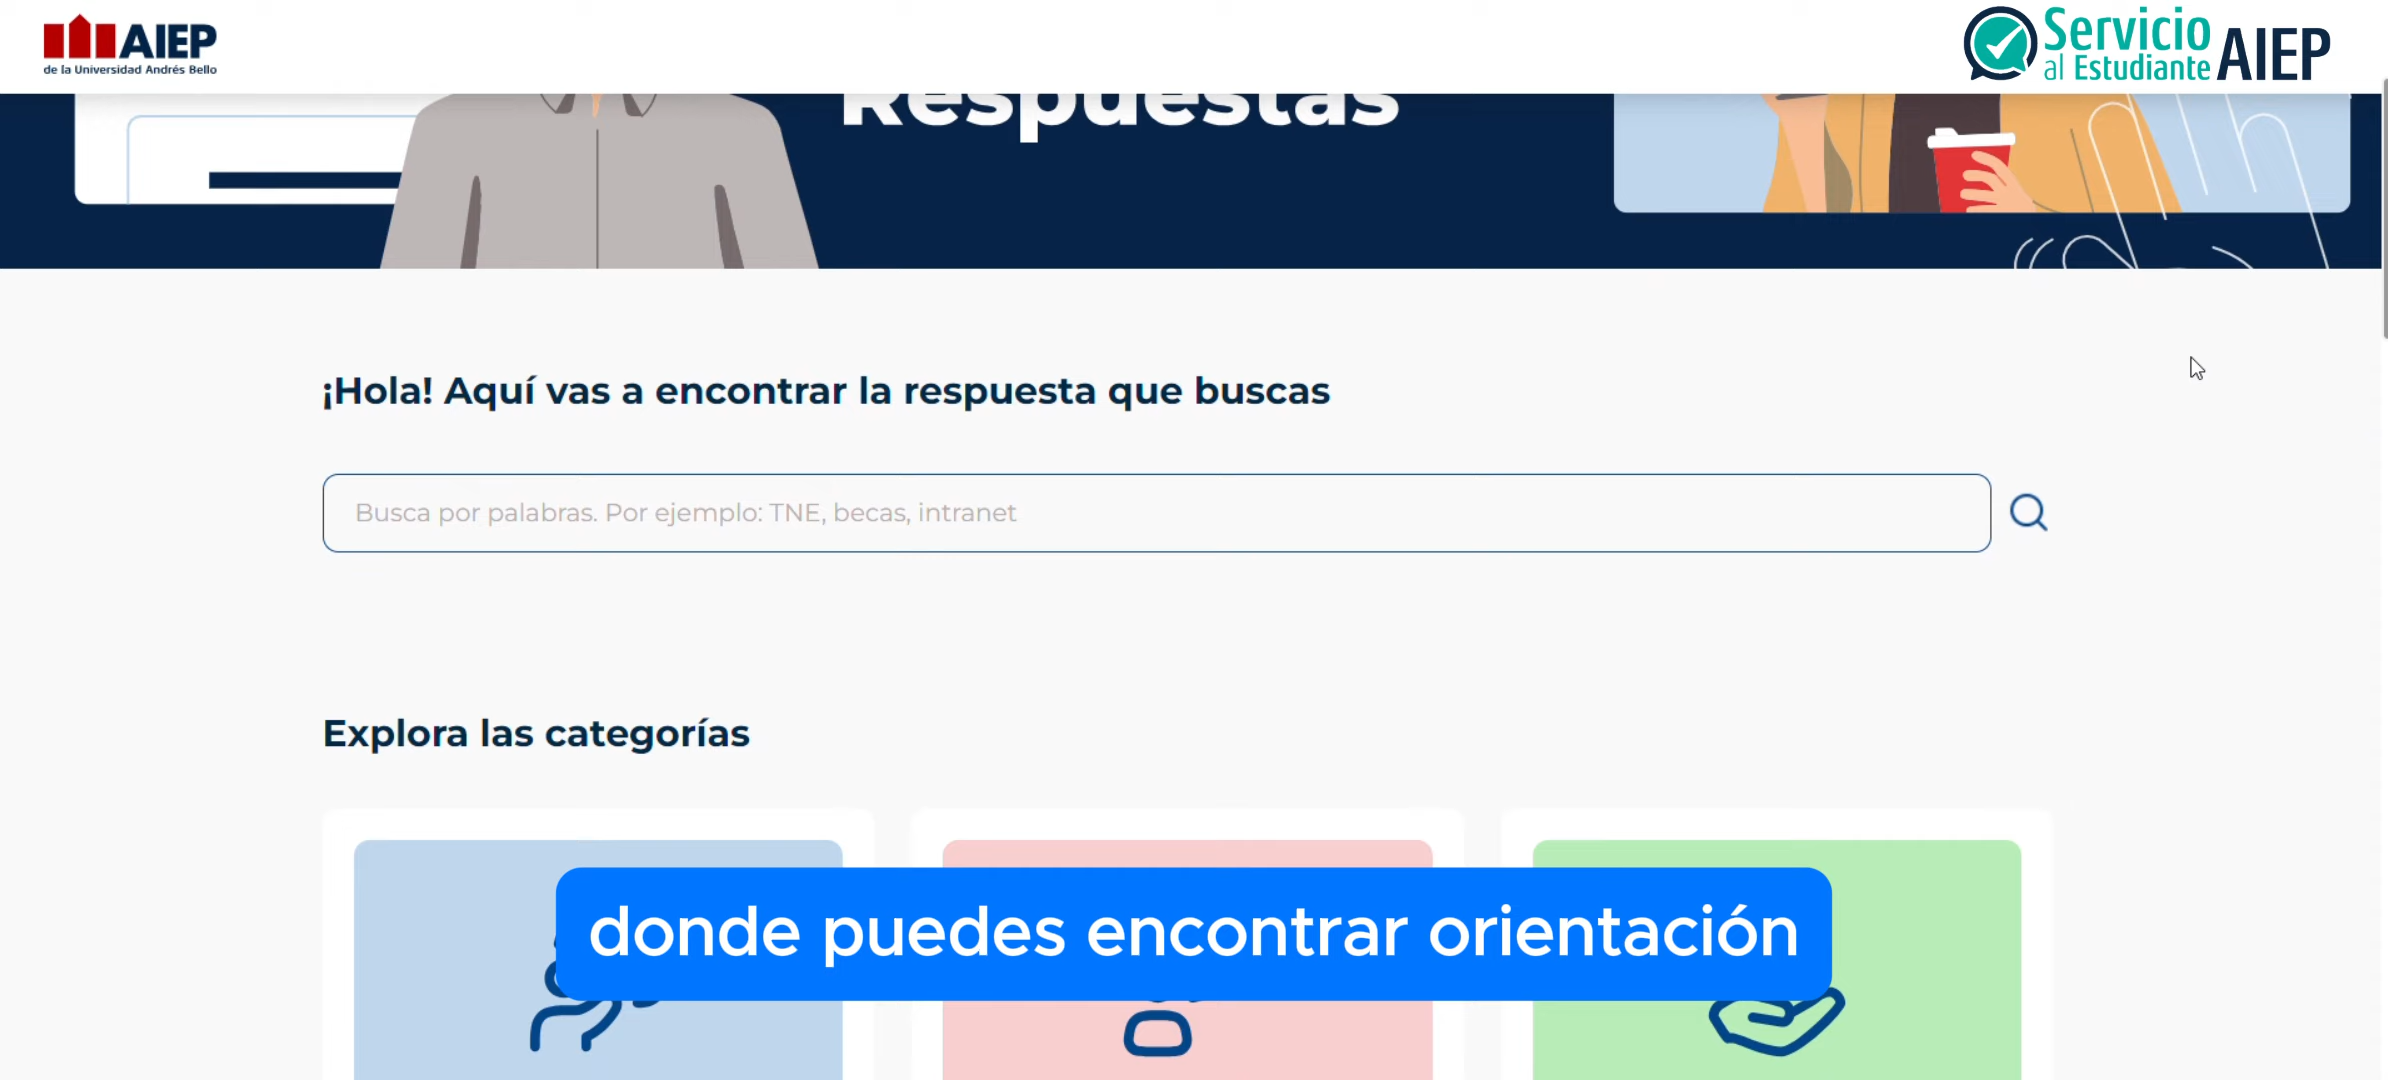 AIEP
de la Universidad Andrés Bello
Servicio
al Estudiante AIEP
Respuestas
¡Hola! Aquí vas a encontrar la respuesta que buscas
Busca por palabras. Por ejemplo: TNE, becas, intranet
Explora las categorías
donde puedes encontrar orientación